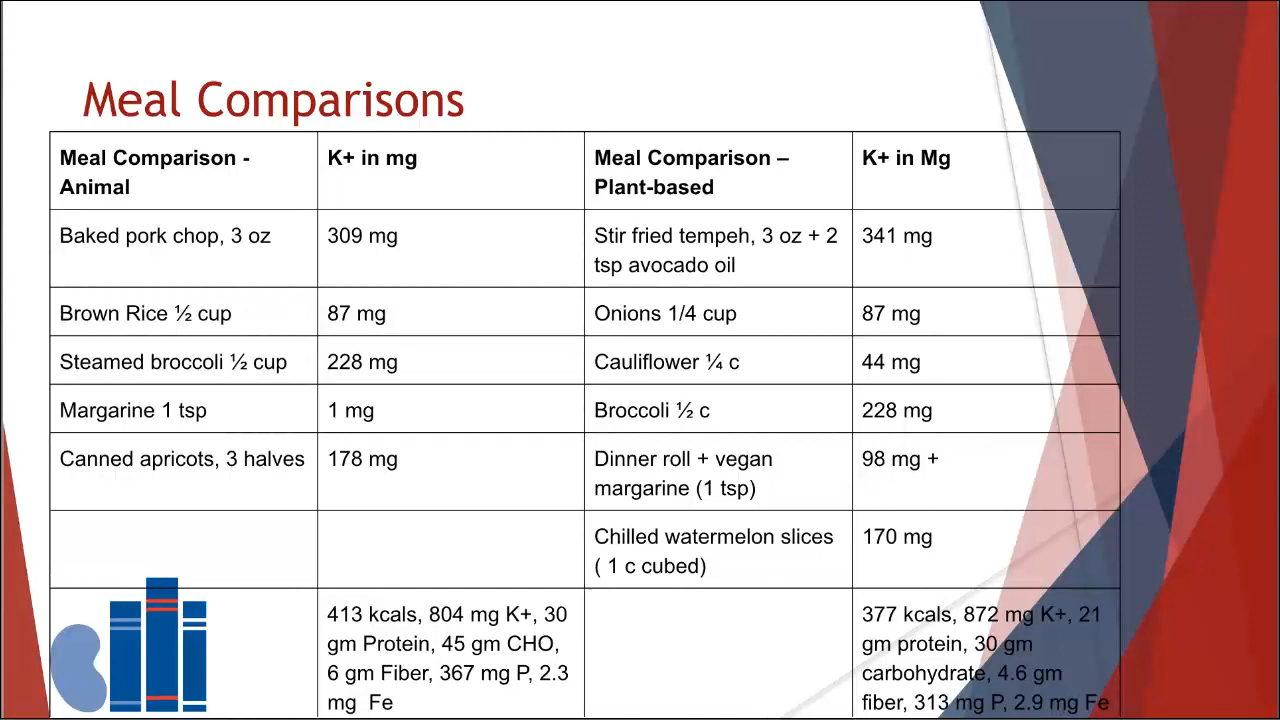 Meal Comparisons
Meal Comparison -
Animal
K+ in mg
Meal Comparison –
Plant-based
K+ in Mg
Baked pork chop, 3 oz
309 mg
Stir fried tempeh, 3 oz + 2
tsp avocado oil
341 mg
Brown Rice ½ cup
87 mg
Onions 1/4 cup
87 mg
Steamed broccoli ½ cup
228 mg
Cauliflower ¼ c
44 mg
Margarine 1 tsp
1 mg
Broccoli ½ c
228 mg
Canned apricots, 3 halves
178 mg
Dinner roll + vegan
margarine (1 tsp)
98 mg +
Chilled watermelon slices
( 1 c cubed)
170 mg
413 kcals, 804 mg K+, 30
gm Protein, 45 gm CHO,
6 gm Fiber, 367 mg P, 2.3
mg Fe
377 kcals, 872 mg K+, 21
gm protein, 30 gm
carbohydrate, 4.6 gm
fiber, 313 mg P, 2.9 mg Fe